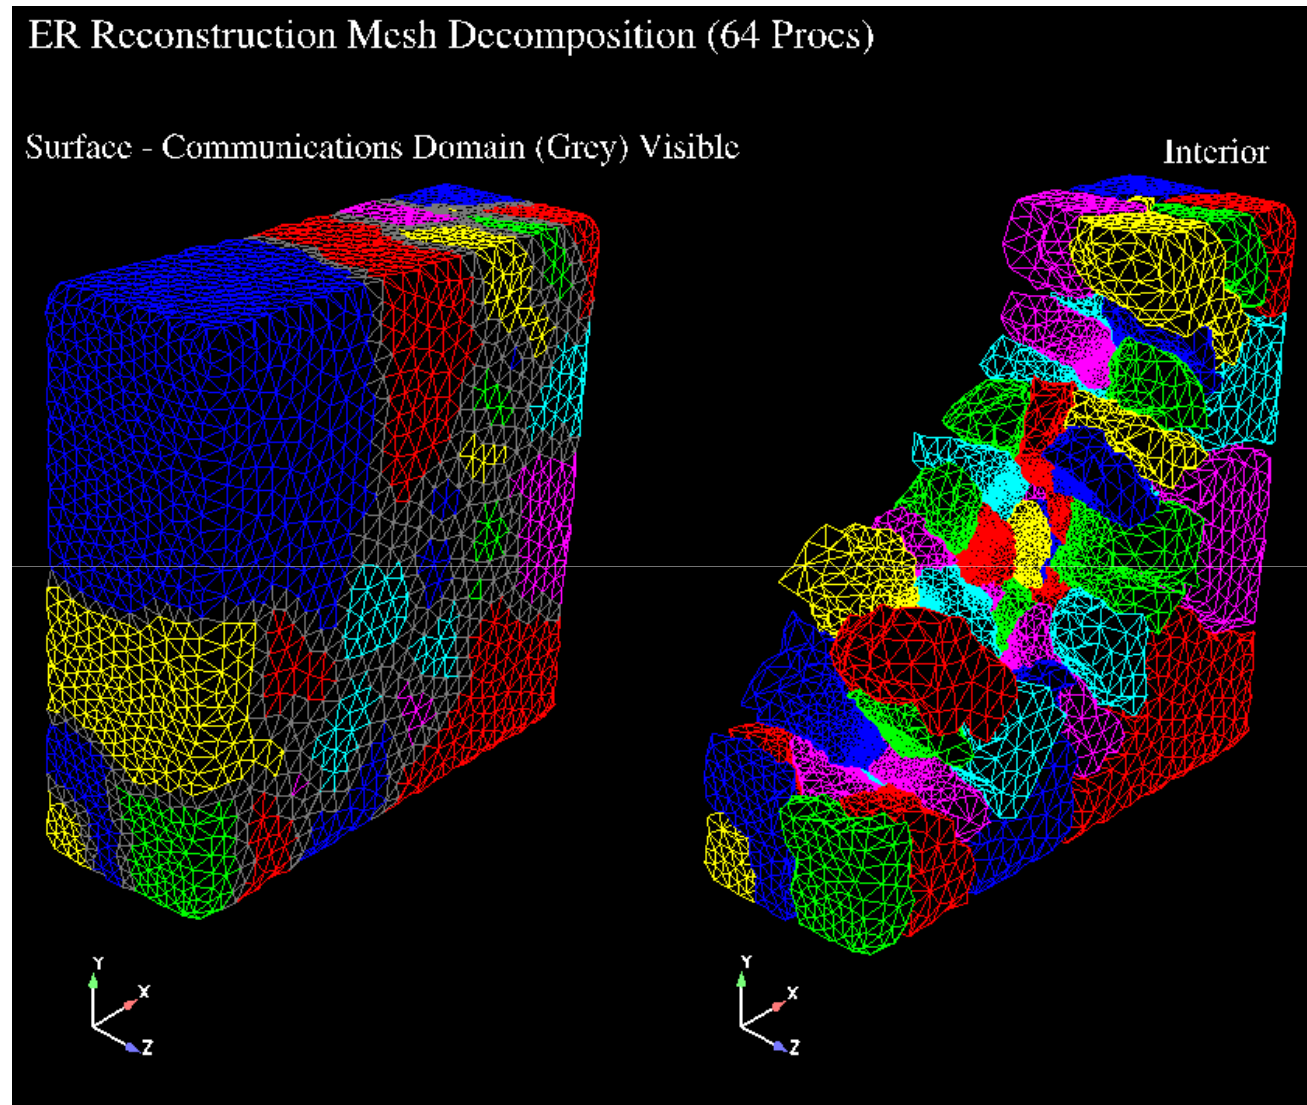 ER Reconstruction Mesh Decomposition (64 Procs)
Surface - Communications Domain (Grey) Visible
Interior
Y
X
Z
Y
X
Z